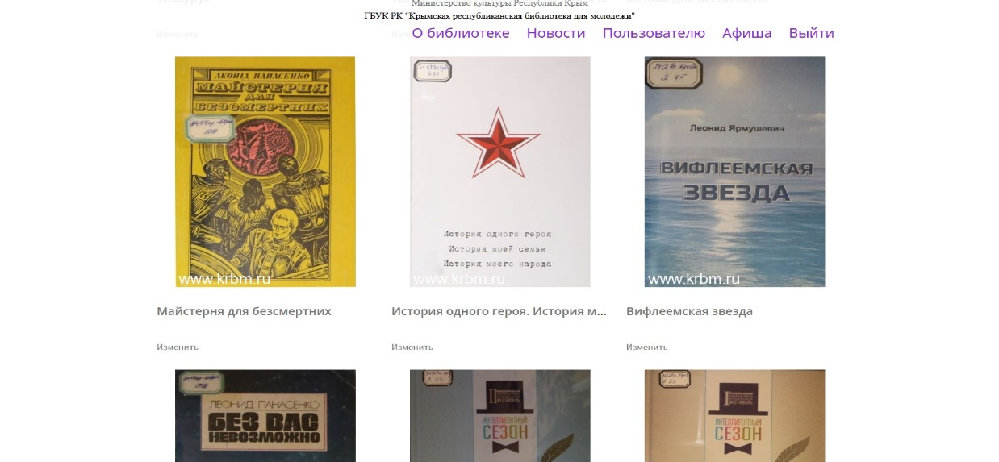 Министерство культуры Республики Крым
ГБУК РК "Крымская республиканская библиотека для молодежи"
Изменить
О библиотеке Новости Пользователю Афиша Выйти
ЛЕОНІД ПАНАСЕНКО
МАЙСТЕРНЯ
ДЛЯ
БЕЗСМЕРТНИХ
www.krbm.ru
История одного героя
История моей семьи
История моего народа
www.krbm.ru
Леонид Ярмушевич
ВИФЛЕЕМСКАЯ
ЗВЕЗДА
www.krbm.ru
Майстерня для безсмертних
История одного героя. История м...
Вифлеемская звезда
Изменить
Изменить
Изменить
ЛЕОНИД ПАНАСЕНКО
БЕЗ ВАС
НЕВОЗМОЖНО
ИНТЕЛЛИГЕНТНЫЙ
СЕЗОН
ИНТЕЛЛИГЕНТНЫЙ
СЕЗОН